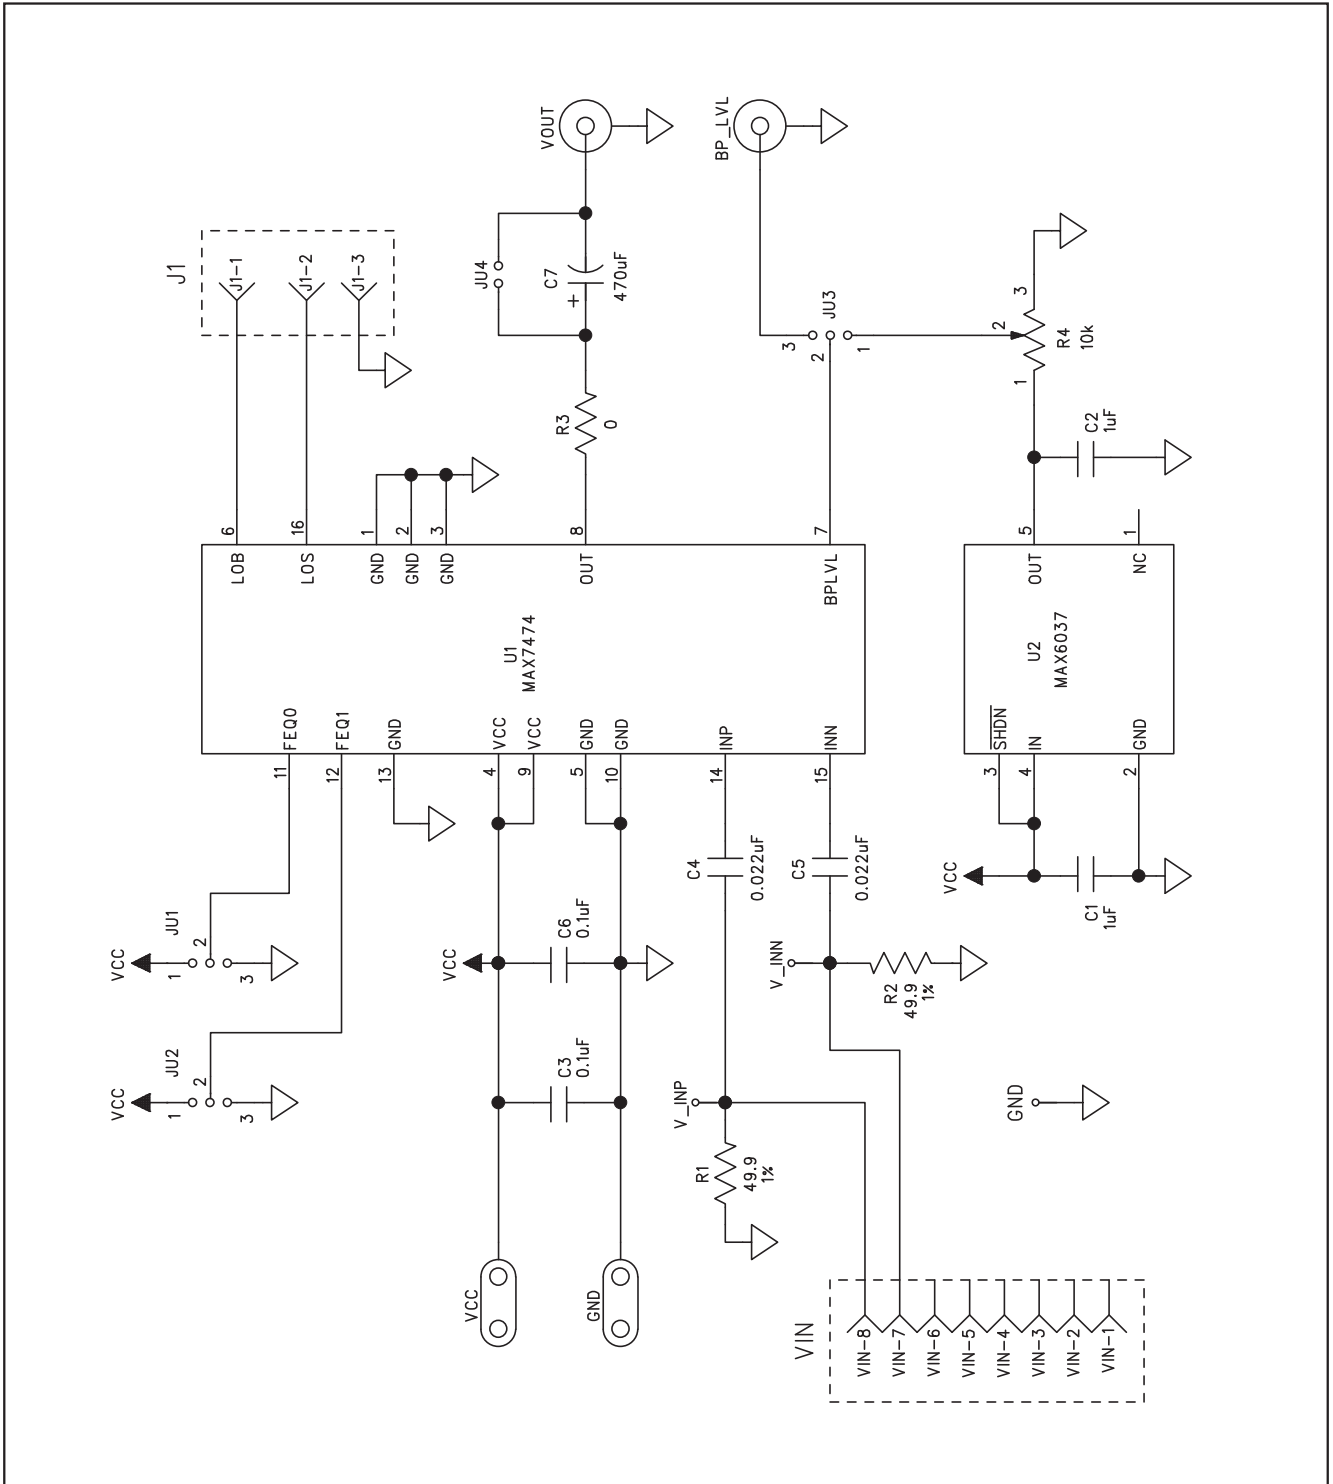 J1
J1-1
J1-2
J1-3
VOUT
BP_LVL
JU4
C7
+
470uF
JU3
3
2
1
R3
0
3
2
1
R4
10k
C2
1uF
6
16
1
2
3
8
7
5
1
LOB
LOS
GND
GND
GND
OUT
BPLVL
OUT
NC
U1
MAX7474
U2
MAX6037
FEQ0
FEQ1
GND
VCC
VCC
GND
GND
INP
INN
SHDN
IN
GND
11
12
13
4
9
5
10
14
15
3
4
2
C4
0.022uF
C5
0.022uF
VCC
C1
1uF
VCC
JU1
1
2
3
VCC
C6
0.1uF
V_INN
R2
49.9
1%
VCC
JU2
1
2
3
C3
0.1uF
V_INP
R1
49.9
1%
GND
VCC
GND
VIN
VIN-8
VIN-7
VIN-6
VIN-5
VIN-4
VIN-3
VIN-2
VIN-1